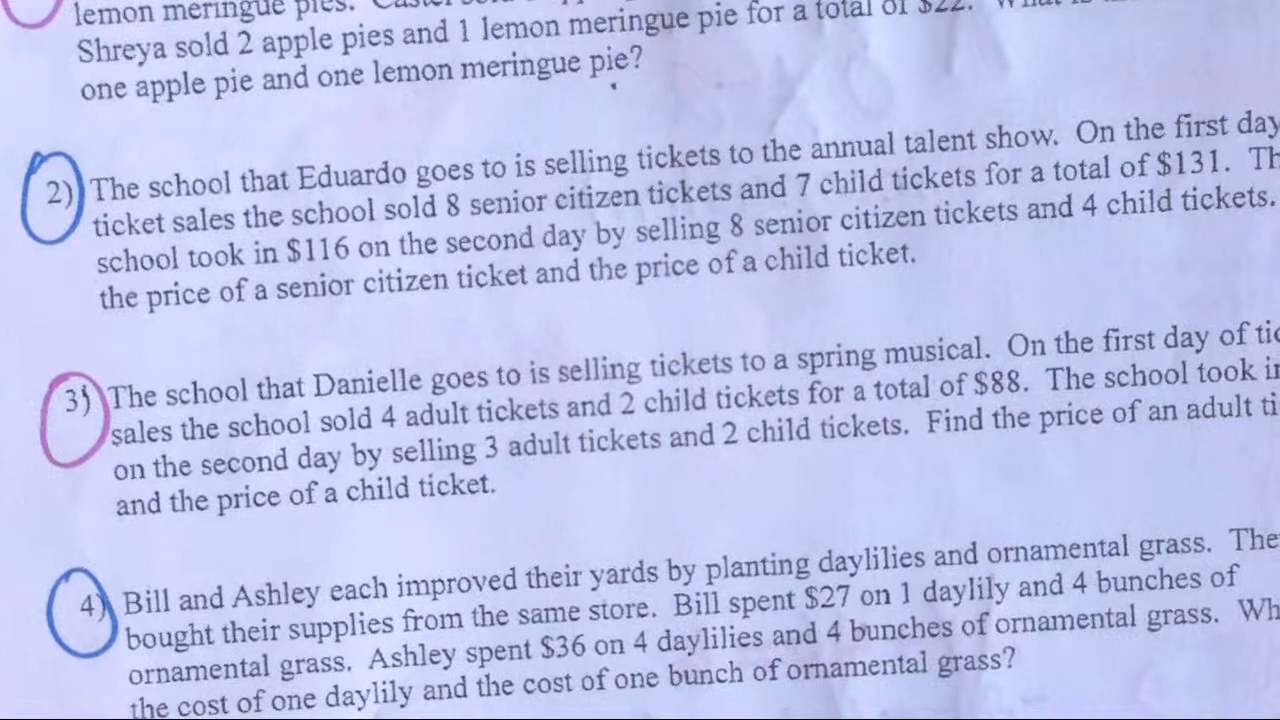 lemon meringue pies.
Shreya sold 2 apple pies and 1 lemon meringue pie for a total of $22.
one apple pie and one lemon meringue pie?
2) The school that Eduardo goes to is selling tickets to the annual talent show. On the first day
ticket sales the school sold 8 senior citizen tickets and 7 child tickets for a total of $131.
school took in $116 on the second day by selling 8 senior citizen tickets and 4 child tickets.
the price of a senior citizen ticket and the price of a child ticket.
3) The school that Danielle goes to is selling tickets to a spring musical. On the first day of
sales the school sold 4 adult tickets and 2 child tickets for a total of $88. The school took
on the second day by selling 3 adult tickets and 2 child tickets. Find the price of an adult
and the price of a child ticket.
4) Bill and Ashley each improved their yards by planting daylilies and ornamental grass.
bought their supplies from the same store. Bill spent $27 on 1 daylily and 4 bunches of
ornamental grass. Ashley spent $36 on 4 daylilies and 4 bunches of ornamental grass.
the cost of one daylily and the cost of one bunch of ornamental grass?